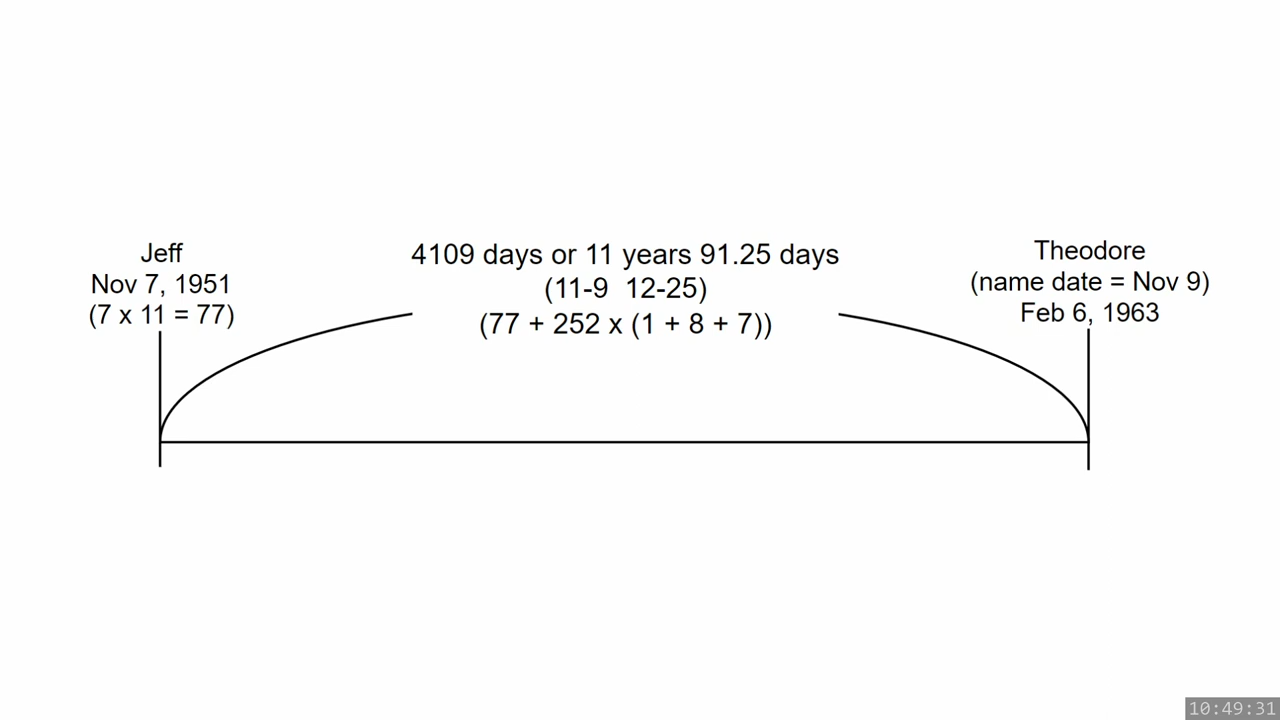 Jeff
Nov 7, 1951
(7 x 11 = 77)
4109 days or 11 years 91.25 days
(11-9  12-25)
(77 + 252 x (1 + 8 + 7))
Theodore
(name date = Nov 9)
Feb 6, 1963
10:49:31